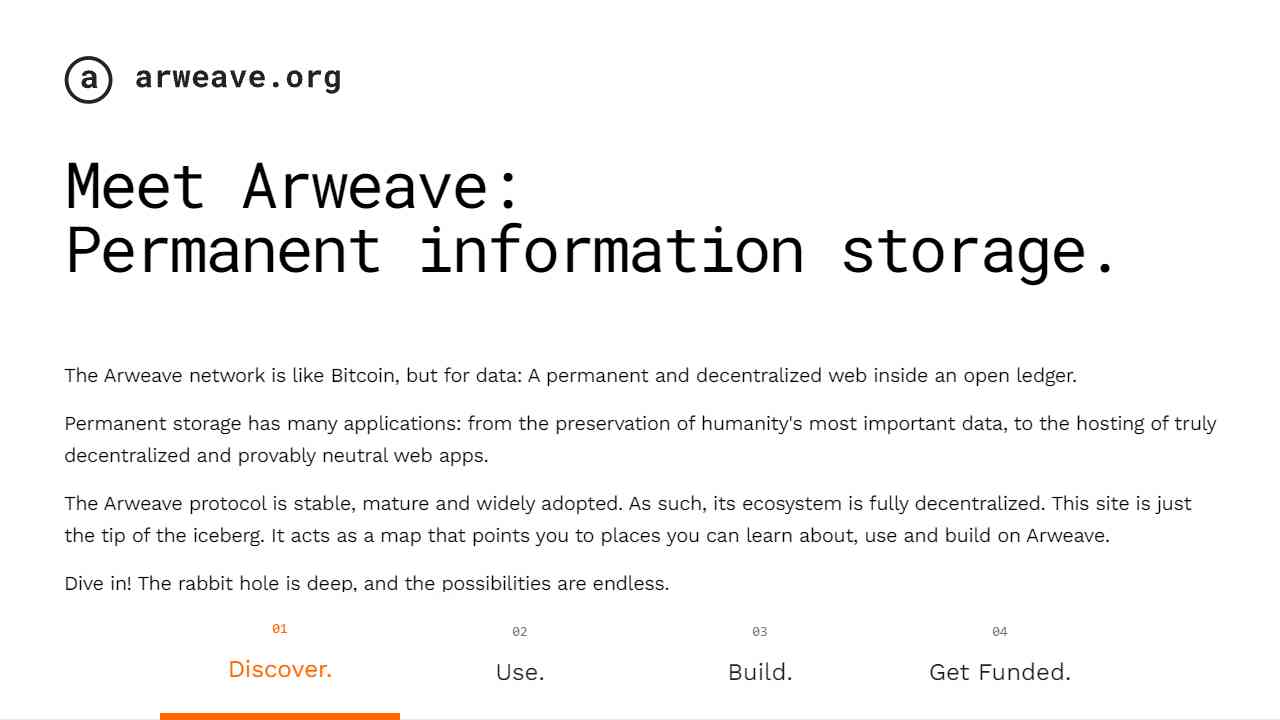 a arweave.org
Meet Arweave:
Permanent information storage.
The Arweave network is like Bitcoin, but for data: A permanent and decentralized web inside an open ledger.
Permanent storage has many applications: from the preservation of humanity's most important data, to the hosting of truly
decentralized and provably neutral web apps.
The Arweave protocol is stable, mature and widely adopted. As such, its ecosystem is fully decentralized. This site is just
the tip of the iceberg. It acts as a map that points you to places you can learn about, use and build on Arweave.
Dive in! The rabbit hole is deep, and the possibilities are endless.
01
Discover.
02
Use.
03
Build.
04
Get Funded.